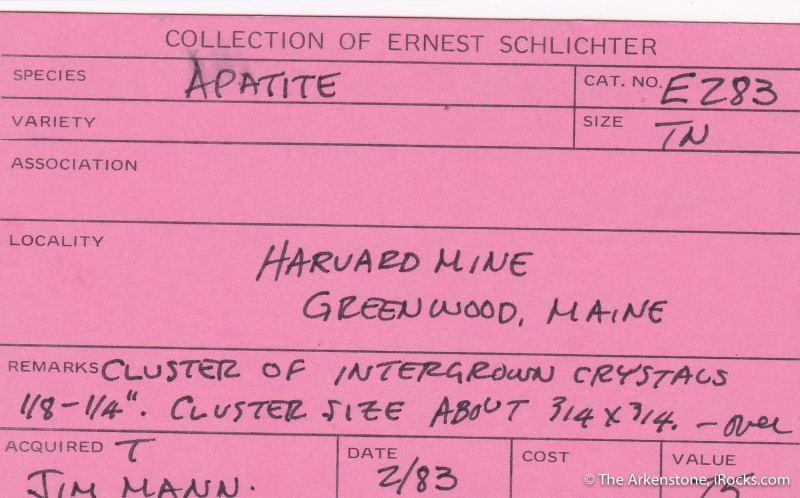 COLLECTION OF ERNEST SCHLICHTER
SPECIES APATITE CAT. NO. E283
VARIETY SIZE TN
ASSOCIATION
LOCALITY
HARVARD MINE
GREENWOOD, MAINE
REMARKS CLUSTER OF INTERGROWN CRYSTALS
1/8-1/4". CLUSTER SIZE ABOUT 3/4 X 3/4. - over
ACQUIRED T DATE COST VALUE
JIM MANN. 2/83
© The Arkenstone, iRocks.com